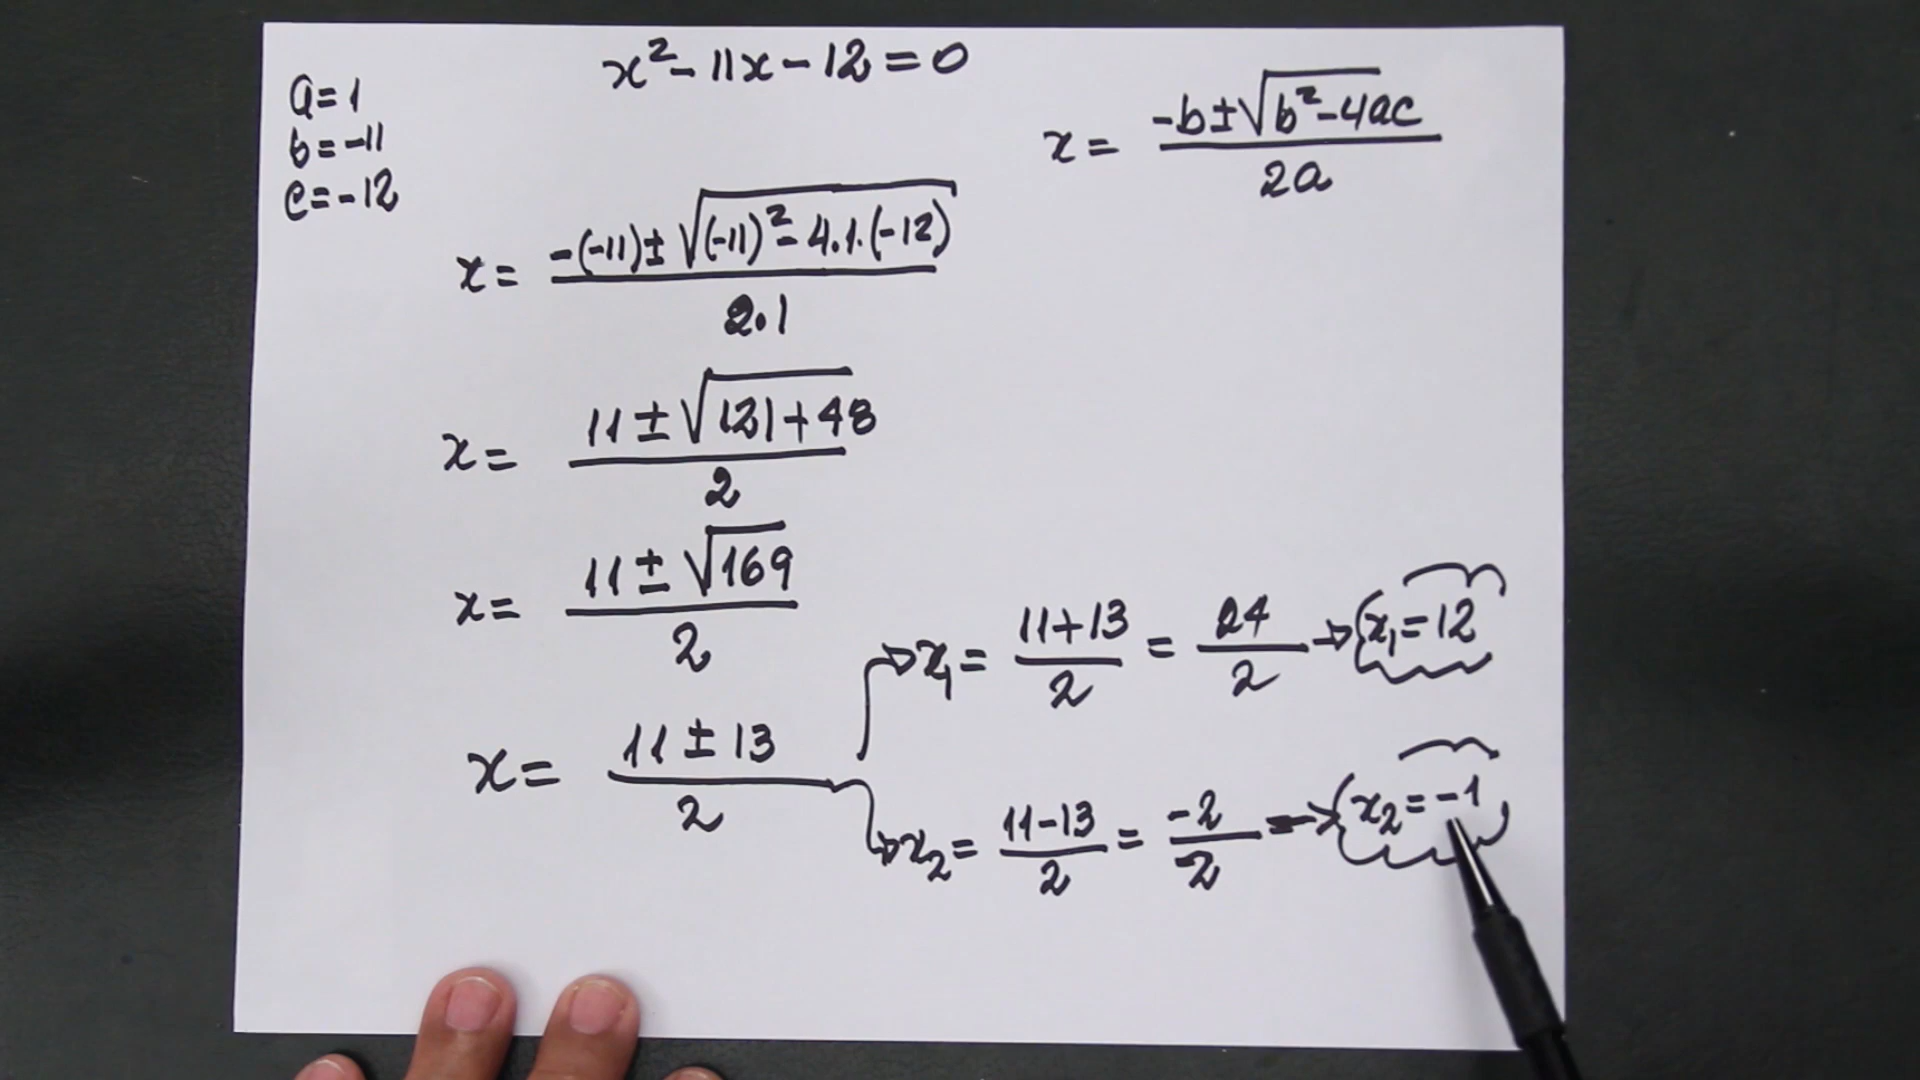 x² - 11x - 12 = 0
a = 1
b = -11
c = -12
x = (-b ± √(b² - 4ac)) / 2a
x = (-(-11) ± √((-11)² - 4.1.(-12))) / 2.1
x = (11 ± √(121 + 48)) / 2
x = (11 ± √169) / 2
x = (11 ± 13) / 2
→ x₁ = (11 + 13) / 2 = 24 / 2 → x₁ = 12
→ x₂ = (11 - 13) / 2 = -2 / 2 → x₂ = -1